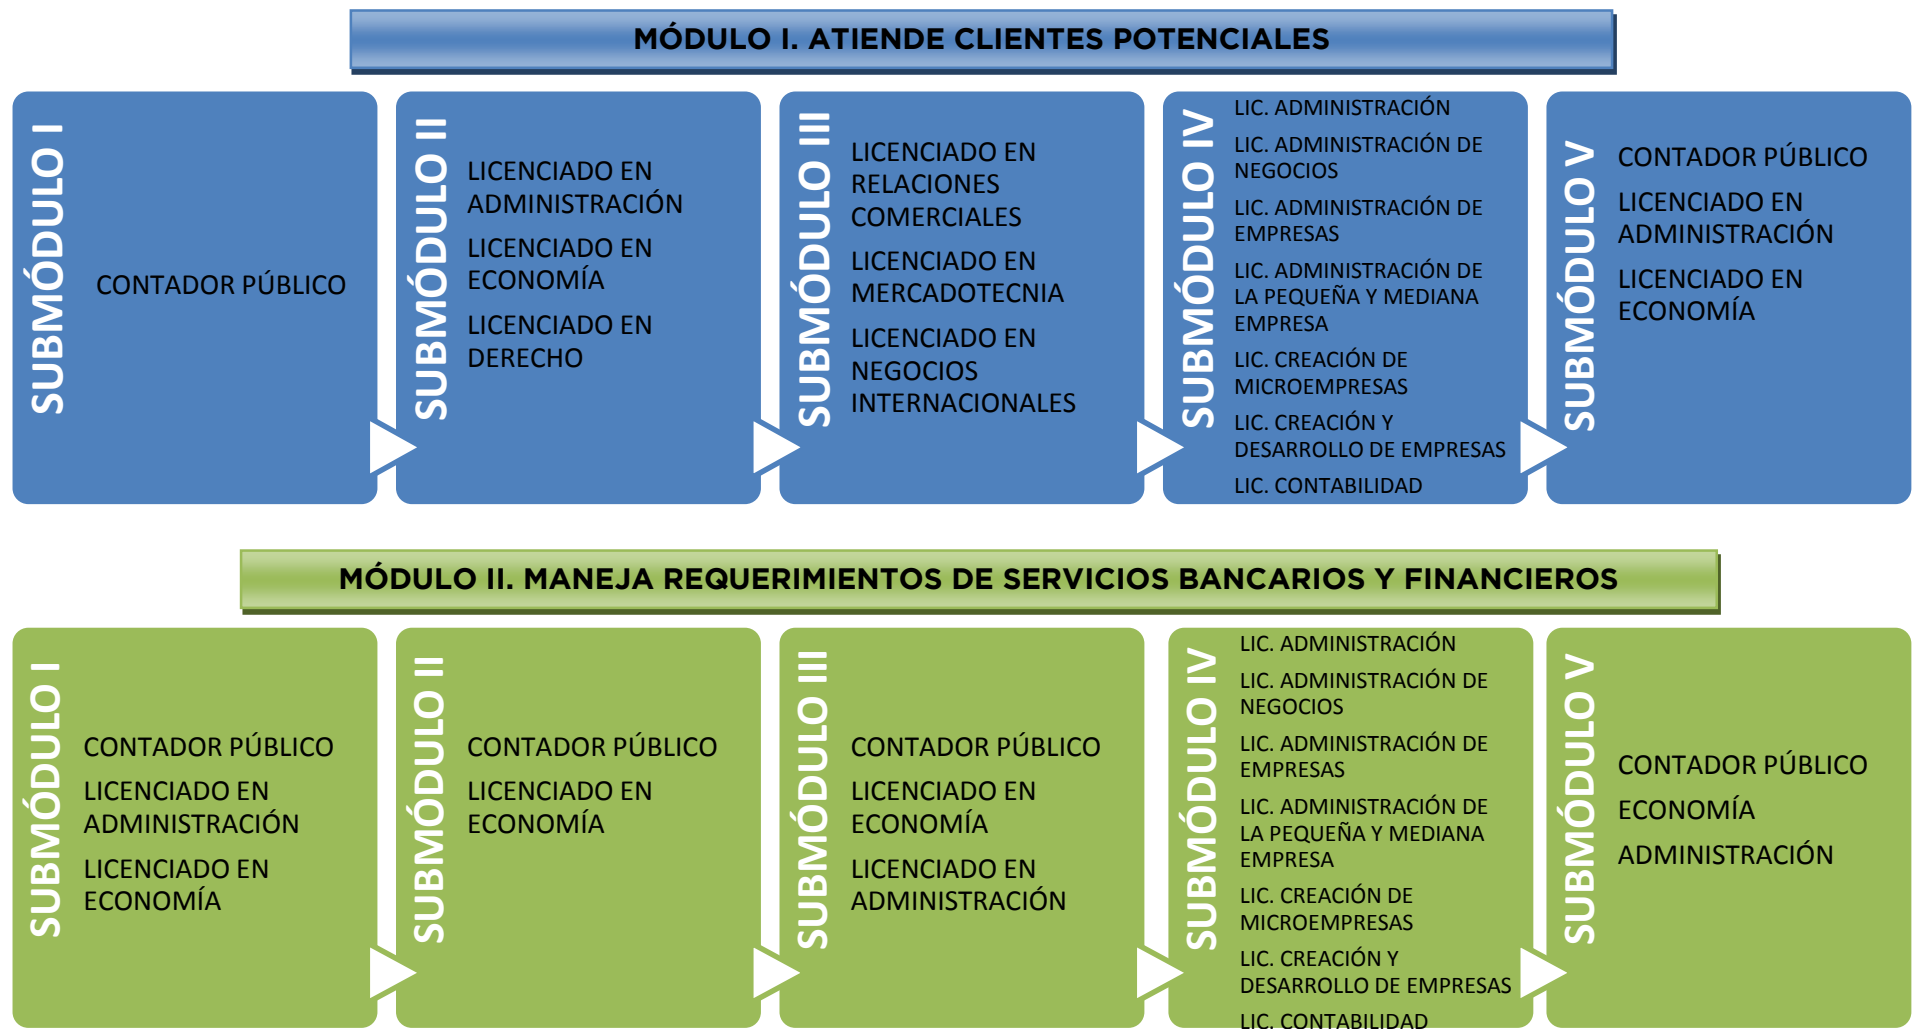 MÓDULO I. ATIENDE CLIENTES POTENCIALES
SUBMÓDULO I
CONTADOR PÚBLICO
SUBMÓDULO II
LICENCIADO EN
ADMINISTRACIÓN
LICENCIADO EN
ECONOMÍA
LICENCIADO EN
DERECHO
SUBMÓDULO III
LICENCIADO EN
RELACIONES
COMERCIALES
LICENCIADO EN
MERCADOTECNIA
LICENCIADO EN
NEGOCIOS
INTERNACIONALES
SUBMÓDULO IV
LIC. ADMINISTRACIÓN
LIC. ADMINISTRACIÓN DE
NEGOCIOS
LIC. ADMINISTRACIÓN DE
EMPRESAS
LIC. ADMINISTRACIÓN DE
LA PEQUEÑA Y MEDIANA
EMPRESA
LIC. CREACIÓN DE
MICROEMPRESAS
LIC. CREACIÓN Y
DESARROLLO DE EMPRESAS
LIC. CONTABILIDAD
SUBMÓDULO V
CONTADOR PÚBLICO
LICENCIADO EN
ADMINISTRACIÓN
LICENCIADO EN
ECONOMÍA
MÓDULO II. MANEJA REQUERIMIENTOS DE SERVICIOS BANCARIOS Y FINANCIEROS
SUBMÓDULO I
CONTADOR PÚBLICO
LICENCIADO EN
ADMINISTRACIÓN
LICENCIADO EN
ECONOMÍA
SUBMÓDULO II
CONTADOR PÚBLICO
LICENCIADO EN
ECONOMÍA
SUBMÓDULO III
CONTADOR PÚBLICO
LICENCIADO EN
ECONOMÍA
LICENCIADO EN
ADMINISTRACIÓN
SUBMÓDULO IV
LIC. ADMINISTRACIÓN
LIC. ADMINISTRACIÓN DE
NEGOCIOS
LIC. ADMINISTRACIÓN DE
EMPRESAS
LIC. ADMINISTRACIÓN DE
LA PEQUEÑA Y MEDIANA
EMPRESA
LIC. CREACIÓN DE
MICROEMPRESAS
LIC. CREACIÓN Y
DESARROLLO DE EMPRESAS
LIC. CONTABILIDAD
SUBMÓDULO V
CONTADOR PÚBLICO
ECONOMÍA
ADMINISTRACIÓN